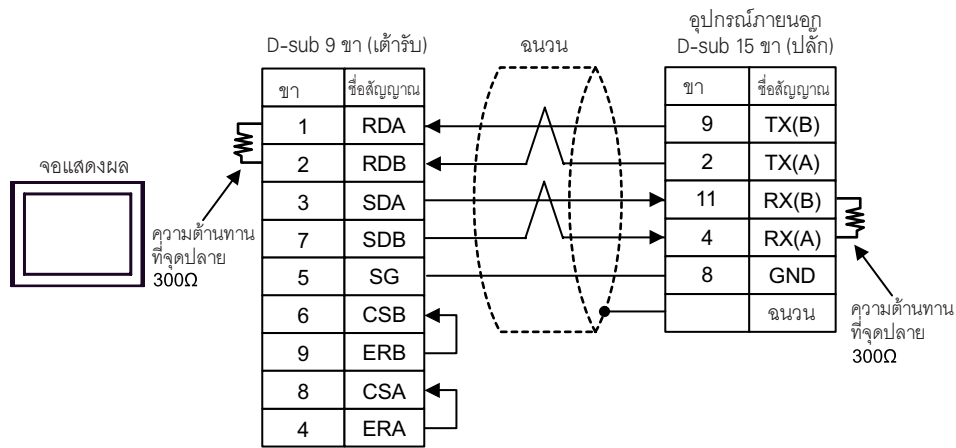 อุปกรณ์ภายนอก
D-sub 9 ขา (เต้ารับ) ฉนวน D-sub 15 ขา (ปลั๊ก)
ขา ชื่อสัญญาณ ขา ชื่อสัญญาณ
1 RDA 9 TX(B)
2 RDB 2 TX(A)
จอแสดงผล
3 SDA 11 RX(B)
7 SDB 4 RX(A)
ความต้านทาน
ที่จุดปลาย
300Ω
5 SG 8 GND
6 CSB ฉนวน
ความต้านทาน
ที่จุดปลาย
300Ω
9 ERB
8 CSA
4 ERA